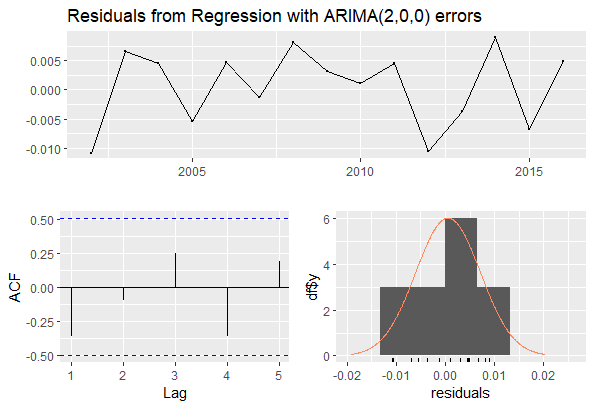 Residuals from Regression with ARIMA(2,0,0) errors
0.005
0.000
-0.005
-0.010
2005 2010 2015
0.50
0.25
0.00
-0.25
-0.50
ACF
1 2 3 4 5
Lag
6
4
2
0
-0.02 -0.01 0.00 0.01 0.02
residuals